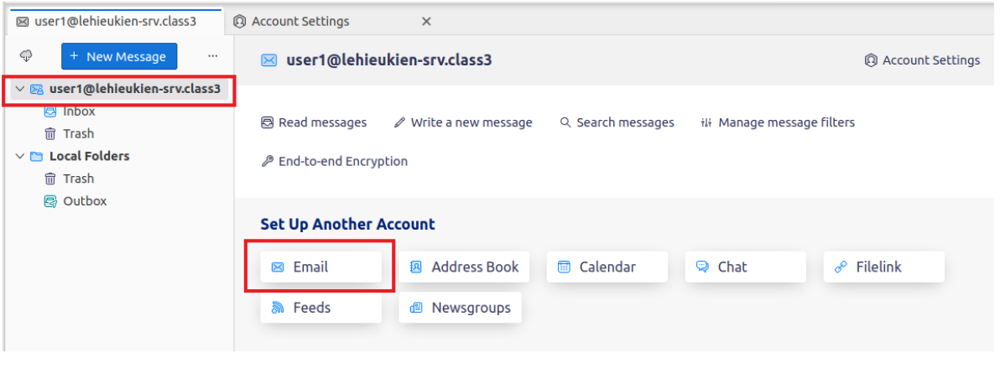 user1@lehieukien-srv.class3
Account Settings
+ New Message ...
user1@lehieukien-srv.class3
Inbox
Trash
Local Folders
Trash
Outbox
user1@lehieukien-srv.class3
Account Settings
Read messages
Write a new message
Search messages
Manage message filters
End-to-end Encryption
Set Up Another Account
Email
Address Book
Calendar
Chat
Filelink
Feeds
Newsgroups